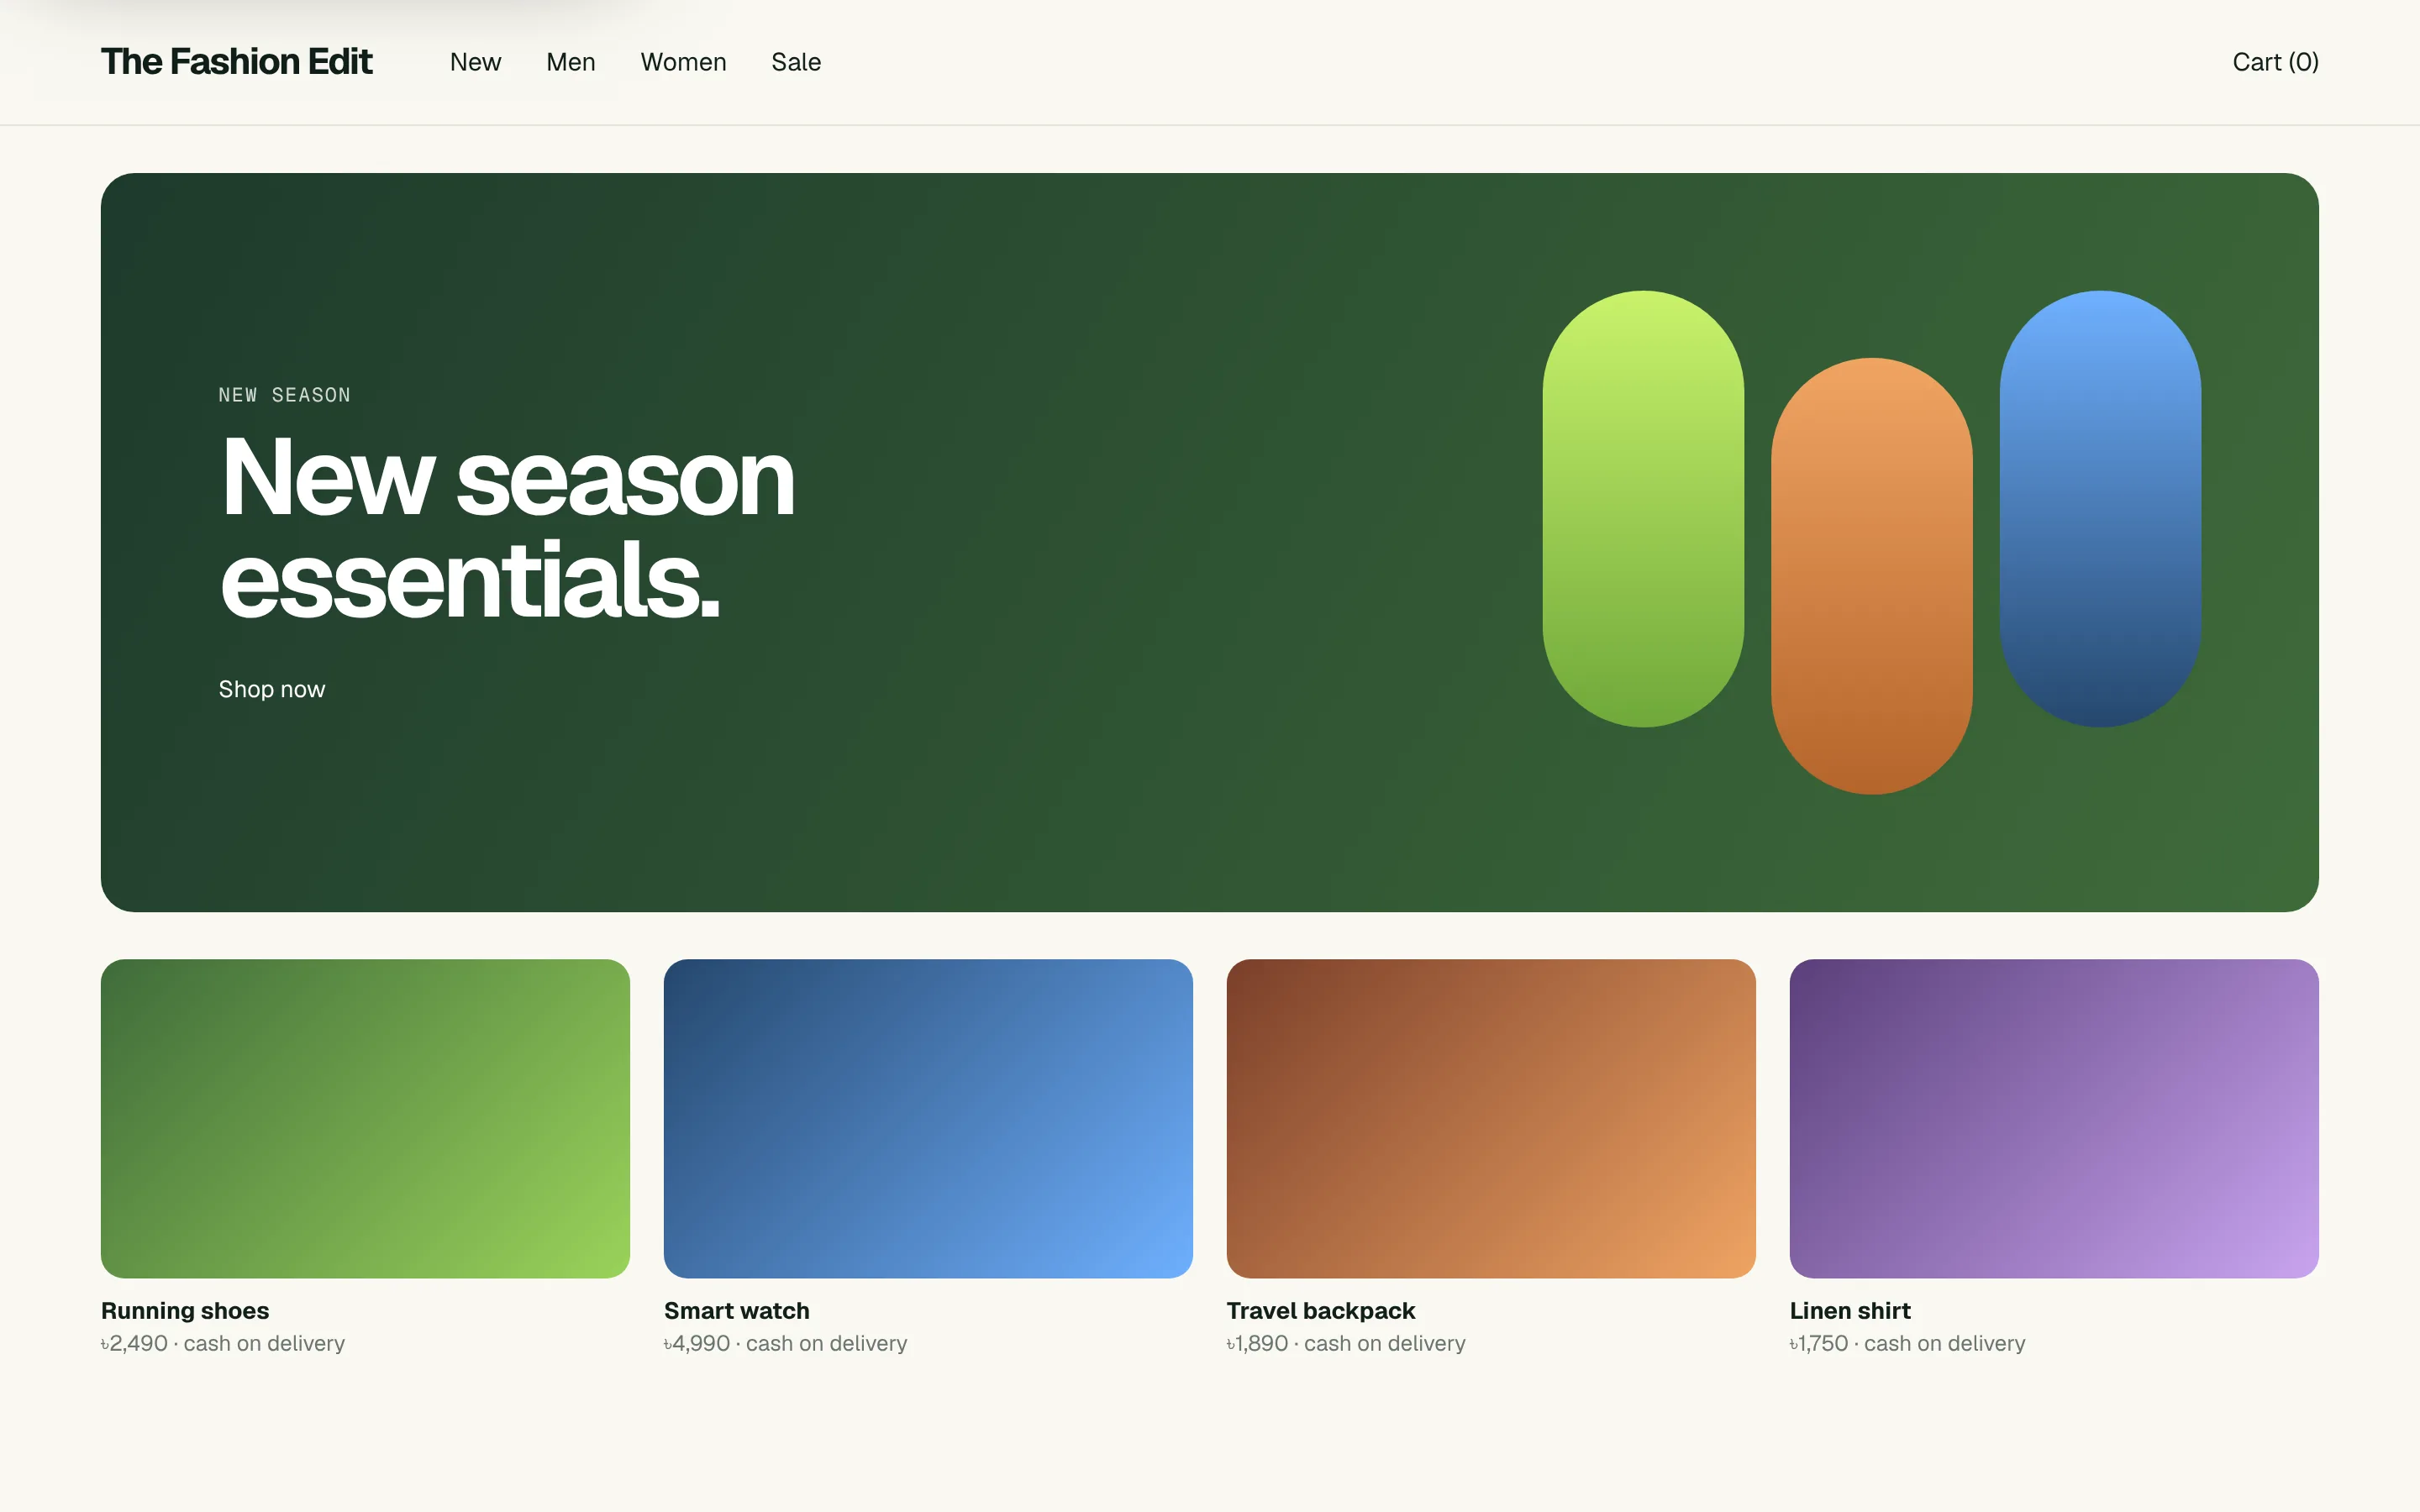 The Fashion Edit
New
Men
Women
Sale
Cart (0)
NEW SEASON
New season
essentials.
Shop now
Running shoes
৳2,490 · cash on delivery
Smart watch
৳4,990 · cash on delivery
Travel backpack
৳1,890 · cash on delivery
Linen shirt
৳1,750 · cash on delivery